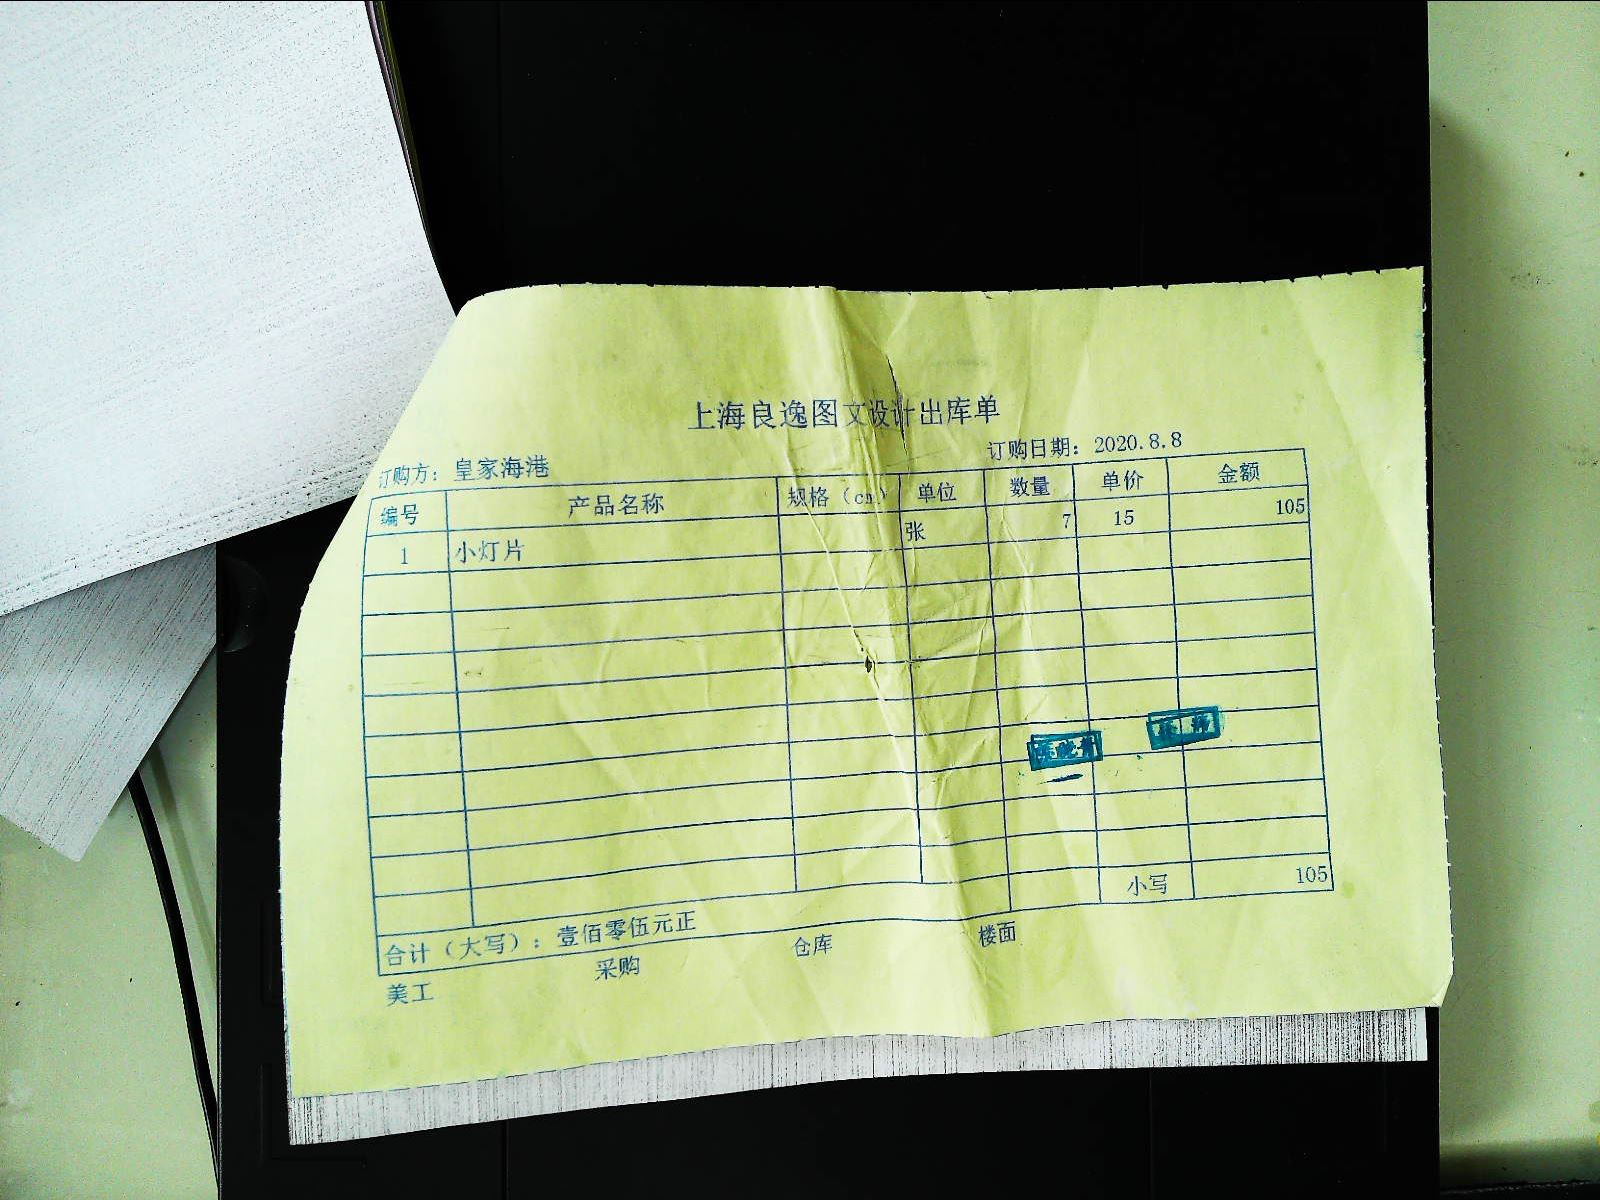 上海良逸图文设计出库单
订购方：皇家海港 订购日期：2020.8.8
编号 产品名称 规格（cm） 单位 数量 单价 金额
1 小灯片 张 7 15 105
合计（大写）：壹佰零伍元正 小写 105
美工 采购 仓库 楼面